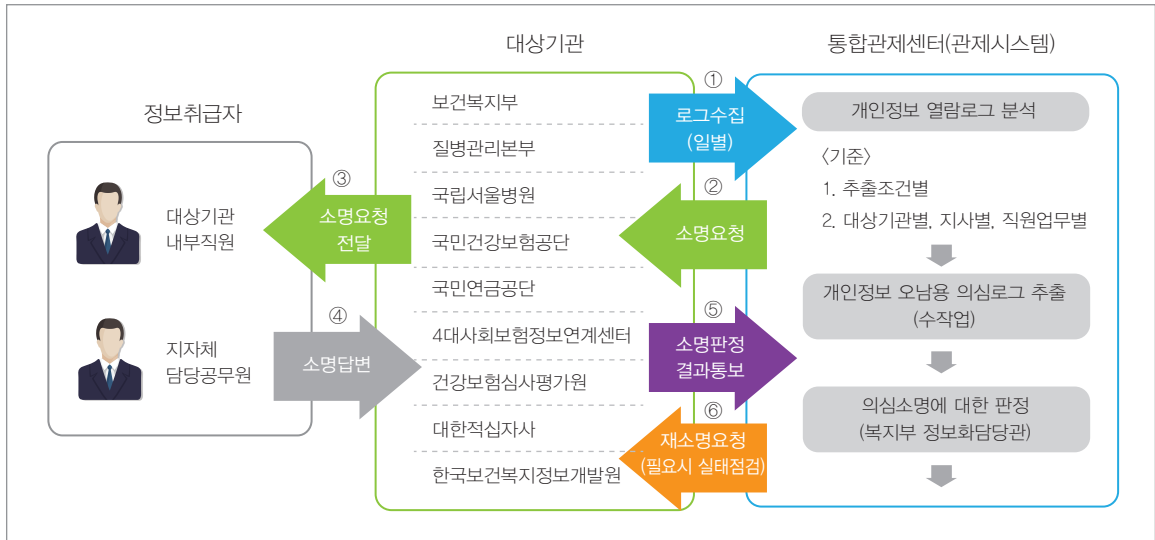 대상기관
통합관제센터(관제시스템)
정보취급자
대상기관
내부직원
지자체
담당공무원
③
소명요청
전달
④
소명답변
보건복지부
질병관리본부
국립서울병원
국민건강보험공단
국민연금공단
4대사회보험정보연계센터
건강보험심사평가원
대한적십자사
한국보건복지정보개발원
①
로그수집
(일별)
②
소명요청
⑤
소명판정
결과통보
⑥
재소명요청
(필요시 실태점검)
개인정보 열람로그 분석
〈기준〉
1. 추출조건별
2. 대상기관별, 지사별, 직원업무별
개인정보 오남용 의심로그 추출
(수작업)
의심소명에 대한 판정
(복지부 정보화담당관)